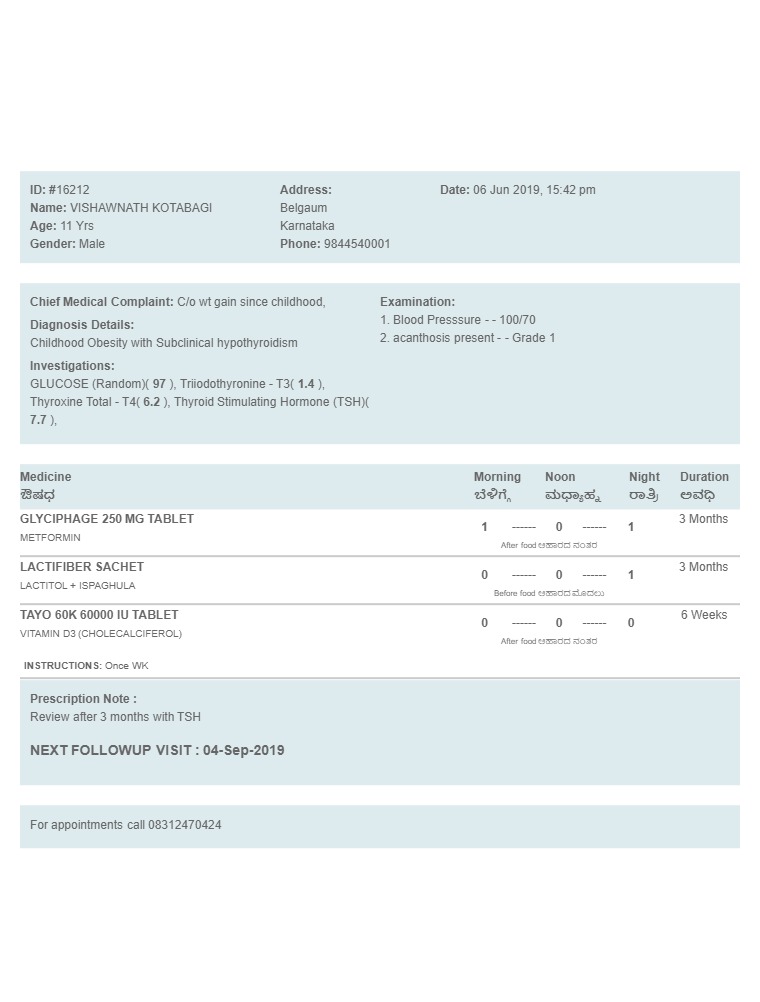 ID: #16212
Name: VISHAWNATH KOTABAGI
Age: 11 Yrs
Gender: Male
Address:
Belgaum
Karnataka
Phone: 9844540001
Date: 06 Jun 2019, 15:42 pm
Chief Medical Complaint: C/o wt gain since childhood,
Diagnosis Details:
Childhood Obesity with Subclinical hypothyroidism
Investigations:
GLUCOSE (Random)( 97 ), Triiodothyronine - T3( 1.4 ),
Thyroxine Total - T4( 6.2 ), Thyroid Stimulating Hormone (TSH)(
7.7 ),
Examination:
1. Blood Presssure - - 100/70
2. acanthosis present - - Grade 1
Medicine Morning Noon Night Duration
ಔಷಧ ಬೆಳಿಗ್ಗೆ ಮಧ್ಯಾಹ್ನ ರಾತ್ರಿ ಅವಧಿ
GLYCIPHAGE 250 MG TABLET
METFORMIN
1 ------ 0 ------ 1 3 Months
After food ಆಹಾರದ ನಂತರ
LACTIFIBER SACHET
LACTITOL + ISPAGHULA
0 ------ 0 ------ 1 3 Months
Before food ಆಹಾರದ ಮೊದಲು
TAYO 60K 60000 IU TABLET
VITAMIN D3 (CHOLECALCIFEROL)
0 ------ 0 ------ 0 6 Weeks
After food ಆಹಾರದ ನಂತರ
INSTRUCTIONS: Once WK
Prescription Note :
Review after 3 months with TSH
NEXT FOLLOWUP VISIT : 04-Sep-2019
For appointments call 08312470424